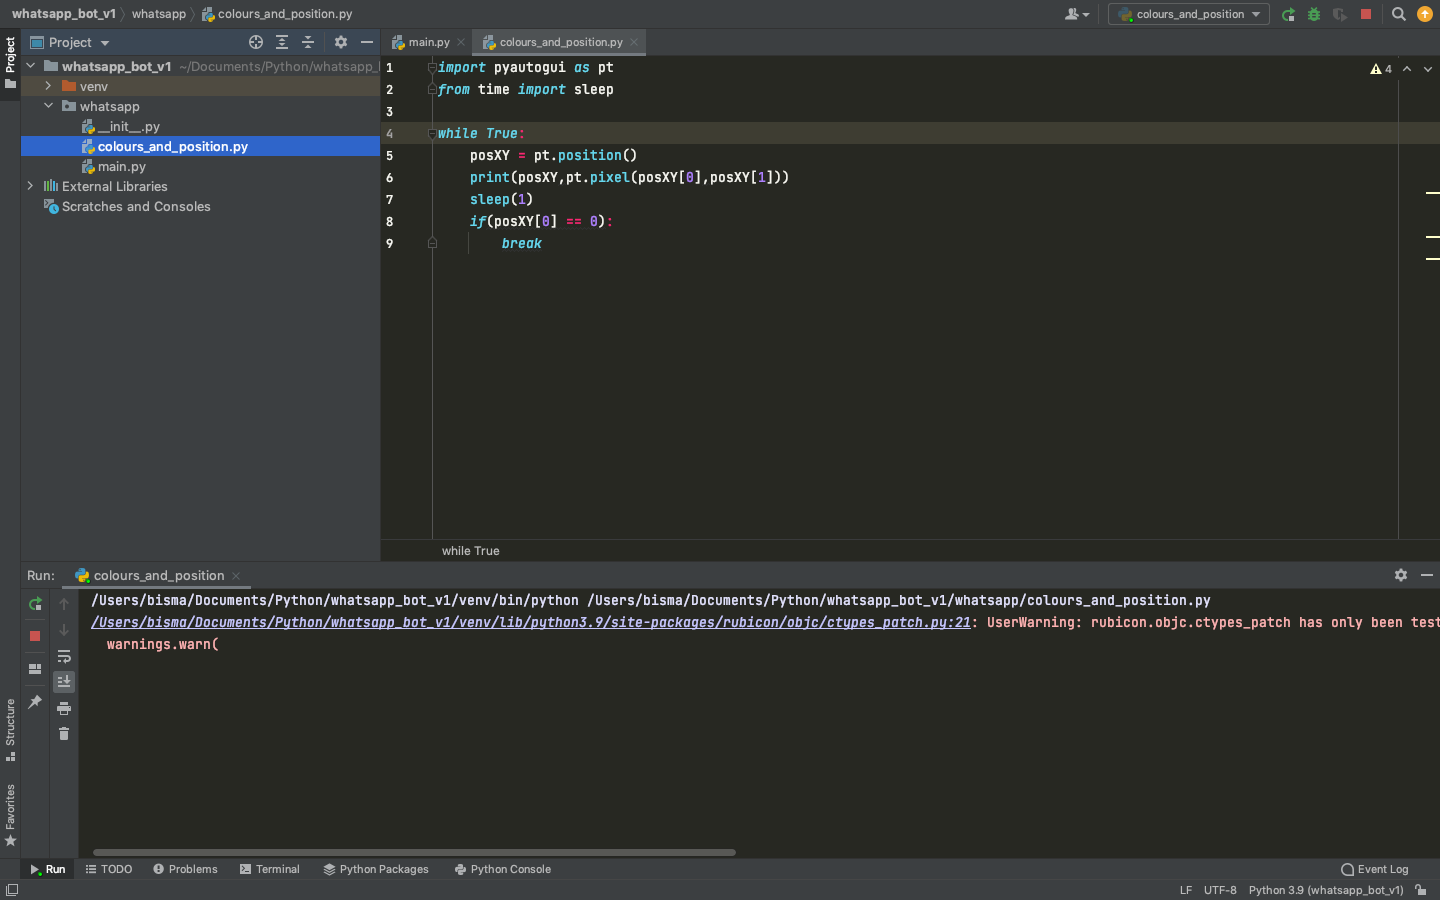 whatsapp_bot_v1 whatsapp colours_and_position.py
colours_and_position
Project
Project
whatsapp_bot_v1 ~/Documents/Python/whatsapp_
venv
whatsapp
__init__.py
colours_and_position.py
main.py
External Libraries
Scratches and Consoles
main.py
colours_and_position.py
4
1 import pyautogui as pt
2 from time import sleep
3
4 while True:
5 posXY = pt.position()
6 print(posXY,pt.pixel(posXY[0],posXY[1]))
7 sleep(1)
8 if(posXY[0] == 0):
9 break
while True
Run: colours_and_position
/Users/bisma/Documents/Python/whatsapp_bot_v1/venv/bin/python /Users/bisma/Documents/Python/whatsapp_bot_v1/whatsapp/colours_and_position.py
/Users/bisma/Documents/Python/whatsapp_bot_v1/venv/lib/python3.9/site-packages/rubicon/objc/ctypes_patch.py:21: UserWarning: rubicon.objc.ctypes_patch has only been test
warnings.warn(
Structure
Favorites
Run TODO Problems Terminal Python Packages Python Console Event Log
LF UTF-8 Python 3.9 (whatsapp_bot_v1)